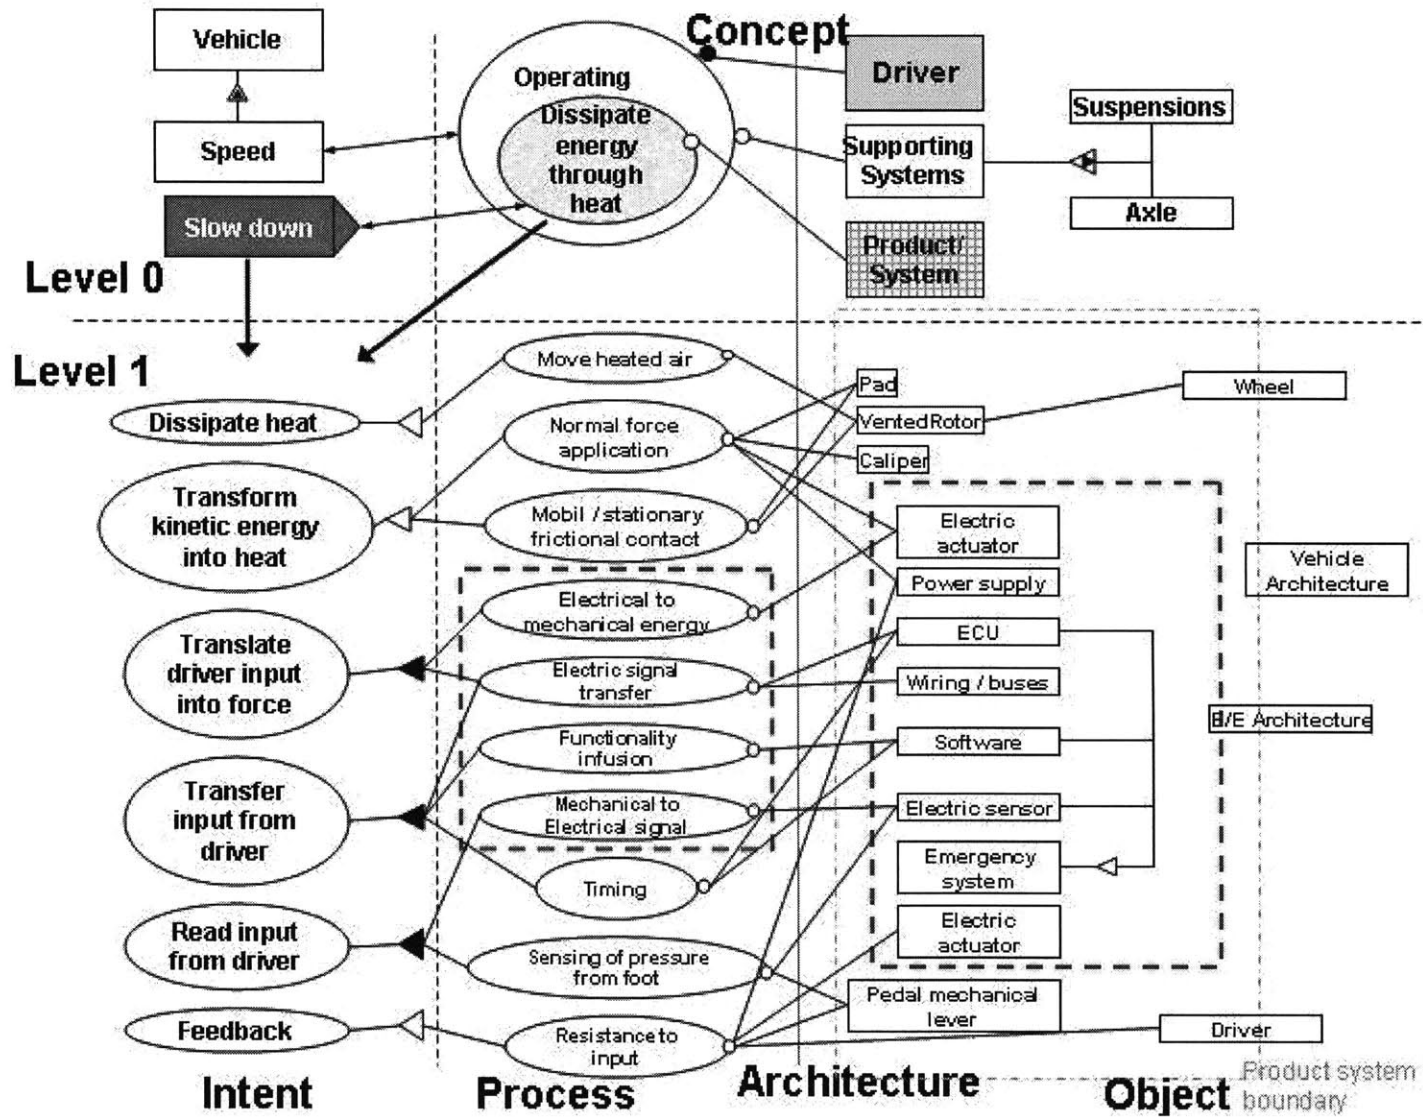 Concept
Vehicle
Operating
Driver
Suspensions
Speed
Dissipate
energy
through
heat
Supporting
Systems
Axle
Slow down
Product/
System
Level 0
Level 1
Move heated air
Pad
Wheel
Dissipate heat
Normal force
application
Vented Rotor
Caliper
Transform
kinetic energy
into heat
Mobil / stationary
frictional contact
Electric
actuator
Vehicle
Architecture
Electrical to
mechanical energy
Power supply
Translate
driver input
into force
Electric signal
transfer
ECU
Wiring / buses
E/E Architecture
Functionality
infusion
Software
Transfer
input from
driver
Mechanical to
Electrical signal
Electric sensor
Emergency
system
Timing
Read input
from driver
Sensing of pressure
from foot
Electric
actuator
Pedal mechanical
lever
Feedback
Resistance to
input
Driver
Intent
Process
Architecture
Object
Product system
boundary